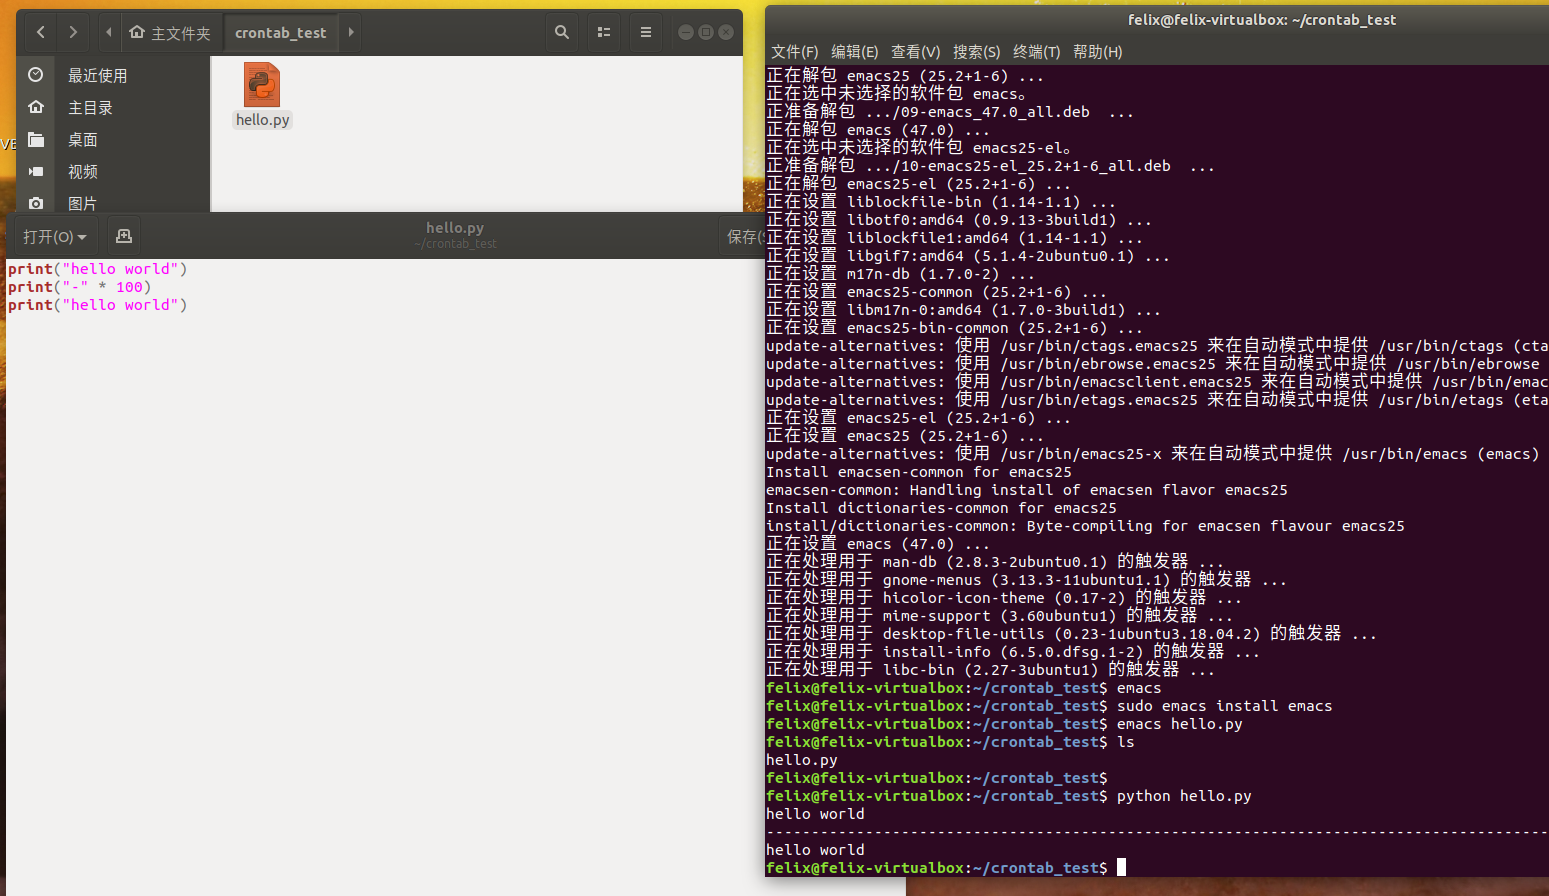 主文件夹
crontab_test
最近使用
主目录
桌面
视频
图片
hello.py
VE
打开(O)
hello.py
~/crontab_test
保存(S
print("hello world")
print("-" * 100)
print("hello world")
felix@felix-virtualbox: ~/crontab_test
文件(F) 编辑(E) 查看(V) 搜索(S) 终端(T) 帮助(H)
正在解包 emacs25 (25.2+1-6) ...
正在选中未选择的软件包 emacs。
正准备解包 .../09-emacs_47.0_all.deb  ...
正在解包 emacs (47.0) ...
正在选中未选择的软件包 emacs25-el。
正准备解包 .../10-emacs25-el_25.2+1-6_all.deb  ...
正在解包 emacs25-el (25.2+1-6) ...
正在设置 liblockfile-bin (1.14-1.1) ...
正在设置 libotf0:amd64 (0.9.13-3build1) ...
正在设置 liblockfile1:amd64 (1.14-1.1) ...
正在设置 libgif7:amd64 (5.1.4-2ubuntu0.1) ...
正在设置 m17n-db (1.7.0-2) ...
正在设置 emacs25-common (25.2+1-6) ...
正在设置 libm17n-0:amd64 (1.7.0-3build1) ...
正在设置 emacs25-bin-common (25.2+1-6) ...
update-alternatives: 使用 /usr/bin/ctags.emacs25 来在自动模式中提供 /usr/bin/ctags (cta
update-alternatives: 使用 /usr/bin/ebrowse.emacs25 来在自动模式中提供 /usr/bin/ebrowse
update-alternatives: 使用 /usr/bin/emacsclient.emacs25 来在自动模式中提供 /usr/bin/emac
update-alternatives: 使用 /usr/bin/etags.emacs25 来在自动模式中提供 /usr/bin/etags (eta
正在设置 emacs25-el (25.2+1-6) ...
正在设置 emacs25 (25.2+1-6) ...
update-alternatives: 使用 /usr/bin/emacs25-x 来在自动模式中提供 /usr/bin/emacs (emacs)
Install emacsen-common for emacs25
emacsen-common: Handling install of emacsen flavor emacs25
Install dictionaries-common for emacs25
install/dictionaries-common: Byte-compiling for emacsen flavour emacs25
正在设置 emacs (47.0) ...
正在处理用于 man-db (2.8.3-2ubuntu0.1) 的触发器 ...
正在处理用于 gnome-menus (3.13.3-11ubuntu1.1) 的触发器 ...
正在处理用于 hicolor-icon-theme (0.17-2) 的触发器 ...
正在处理用于 mime-support (3.60ubuntu1) 的触发器 ...
正在处理用于 desktop-file-utils (0.23-1ubuntu3.18.04.2) 的触发器 ...
正在处理用于 install-info (6.5.0.dfsg.1-2) 的触发器 ...
正在处理用于 libc-bin (2.27-3ubuntu1) 的触发器 ...
felix@felix-virtualbox:~/crontab_test$ emacs
felix@felix-virtualbox:~/crontab_test$ sudo emacs install emacs
felix@felix-virtualbox:~/crontab_test$ emacs hello.py
felix@felix-virtualbox:~/crontab_test$ ls
hello.py
felix@felix-virtualbox:~/crontab_test$
felix@felix-virtualbox:~/crontab_test$ python hello.py
hello world
---------------------------------------------------------------------------------------
hello world
felix@felix-virtualbox:~/crontab_test$